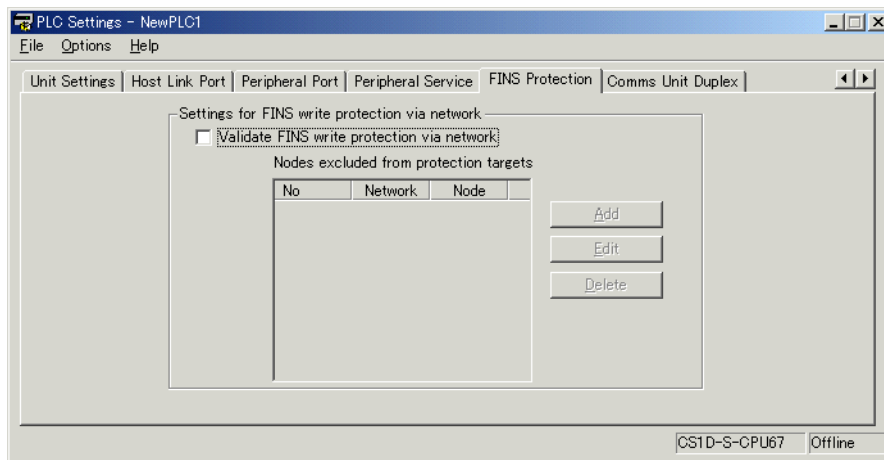 PLC Settings - NewPLC1
File Options Help
Unit Settings Host Link Port Peripheral Port Peripheral Service FINS Protection Comms Unit Duplex
Settings for FINS write protection via network
Validate FINS write protection via network
Nodes excluded from protection targets
No Network Node
Add
Edit
Delete
CS1D-S-CPU67 Offline